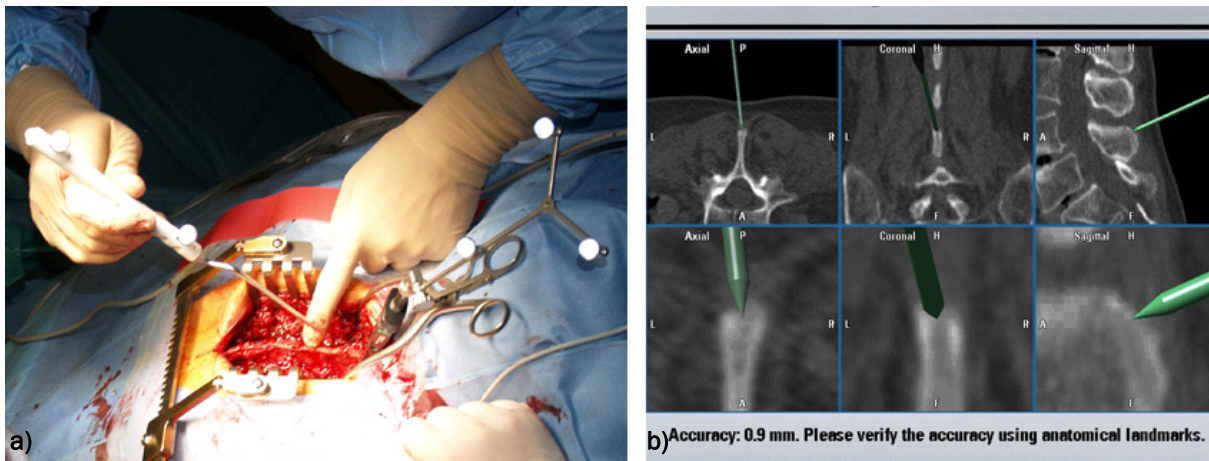 Axial P Coronal H Sagittal H
L R L R A
A F F
Axial P Coronal H Sagittal H
L R L R A
A F F
a)
b) Accuracy: 0.9 mm. Please verify the accuracy using anatomical landmarks.